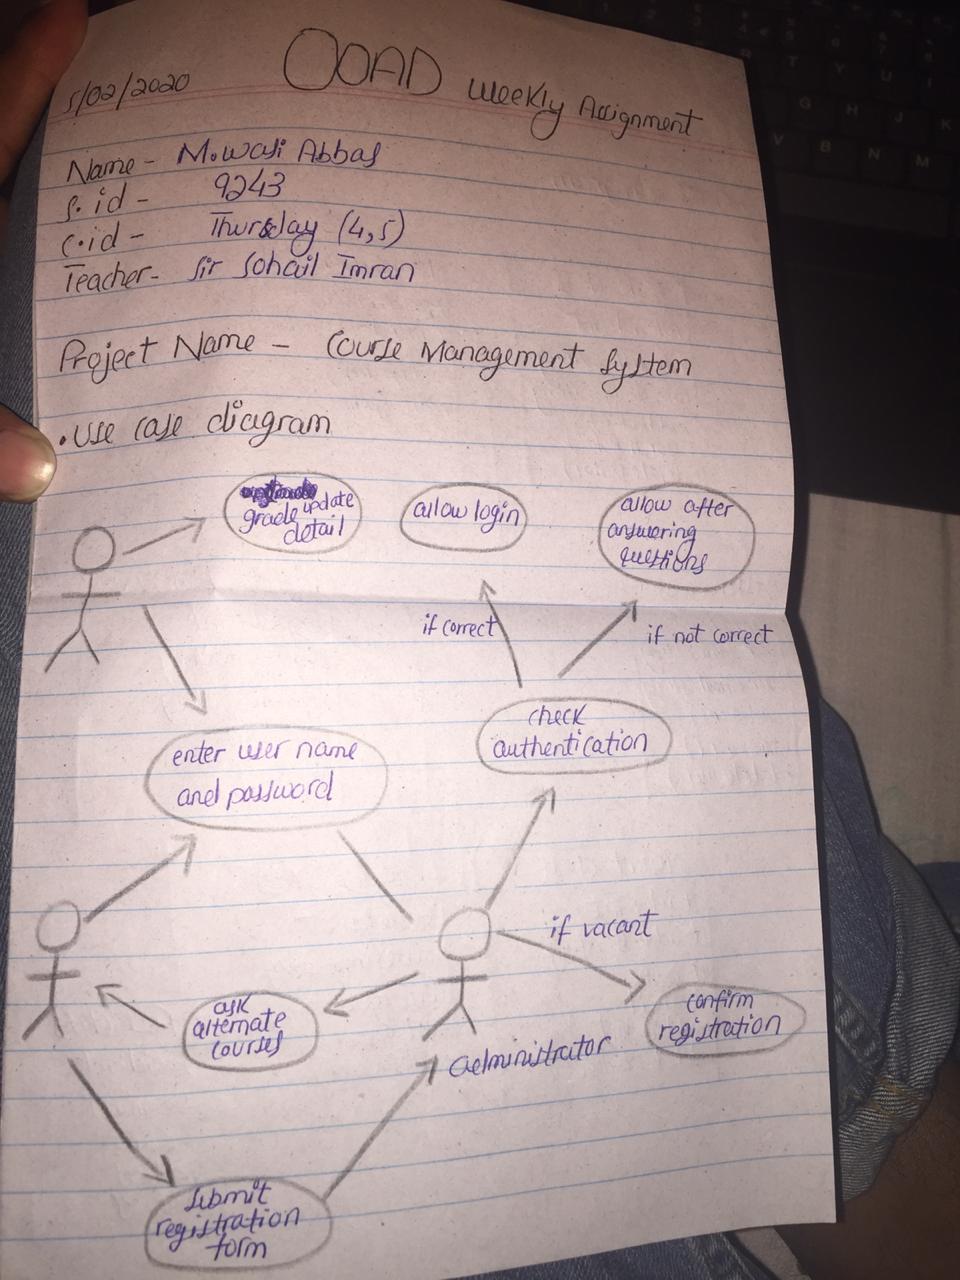 5/02/2020 OOAD Weekly Assignment
Name - M.wasi Abbas
S.id - 9243
C.id - Thursday (4,5)
Teacher- Sir Sohail Imran
Project Name - Course Management System
• Use case diagram
update
grade
detail
allow login
allow after
answering
questions
if correct
if not correct
check
authentication
enter user name
and password
if vacant
confirm
registration
ask
alternate
courses
administrator
submit
registration
form